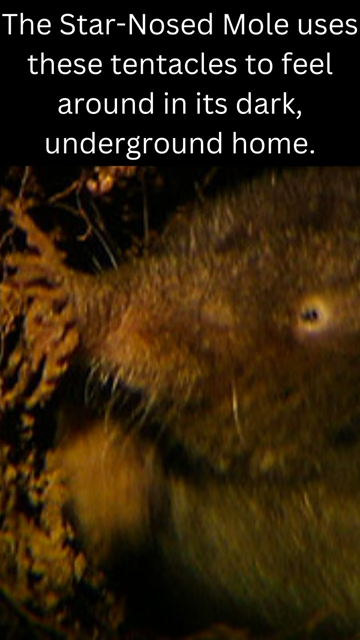 The Star-Nosed Mole uses
these tentacles to feel
around in its dark,
underground home.